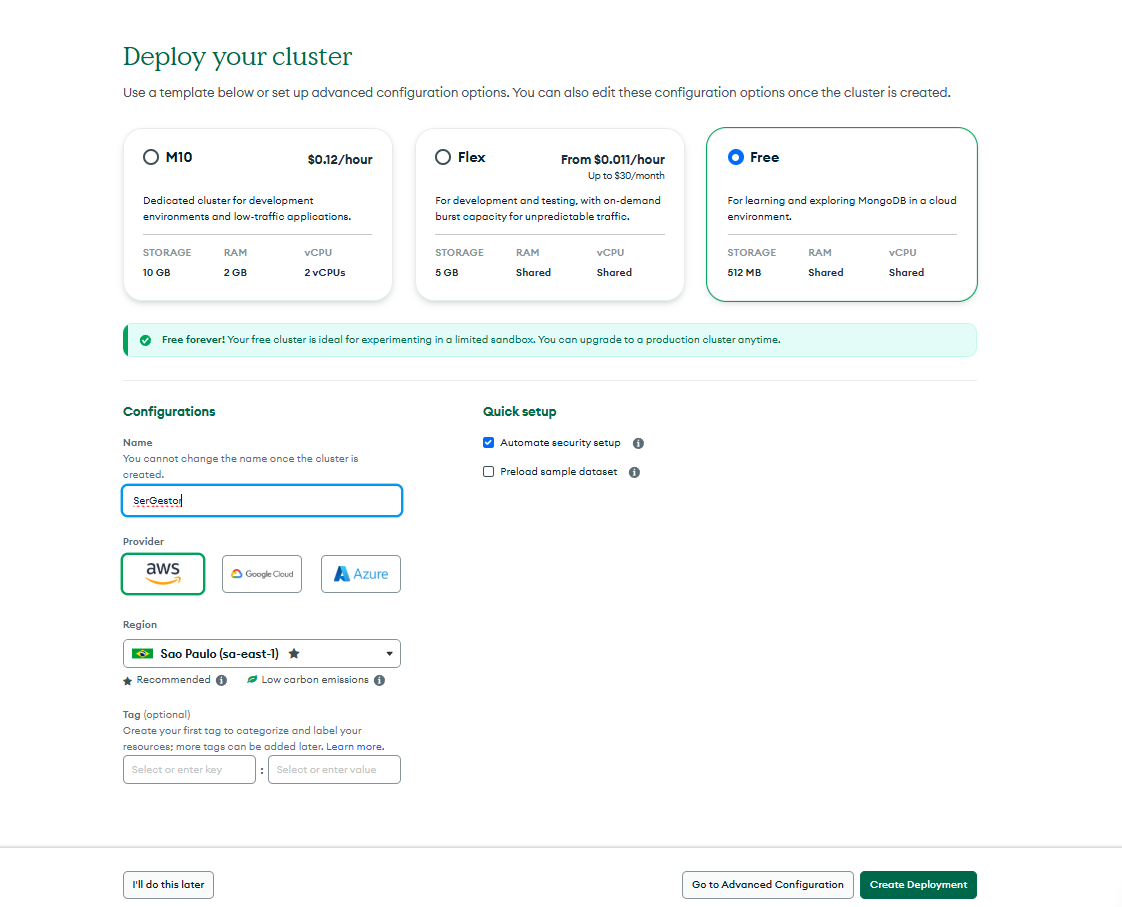 Deploy your cluster
Use a template below or set up advanced configuration options. You can also edit these configuration options once the cluster is created.
M10
$0.12/hour
Dedicated cluster for development
environments and low-traffic applications.
STORAGE RAM vCPU
10 GB 2 GB 2 vCPUs
Flex
From $0.011/hour
Up to $30/month
For development and testing, with on-demand
burst capacity for unpredictable traffic.
STORAGE RAM vCPU
5 GB Shared Shared
Free
For learning and exploring MongoDB in a cloud
environment.
STORAGE RAM vCPU
512 MB Shared Shared
Free forever! Your free cluster is ideal for experimenting in a limited sandbox. You can upgrade to a production cluster anytime.
Configurations
Name
You cannot change the name once the cluster is
created.
SerGestor
Provider
aws
Google Cloud
Azure
Region
Sao Paulo (sa-east-1)
Recommended
Low carbon emissions
Tag (optional)
Create your first tag to categorize and label your
resources; more tags can be added later. Learn more.
Select or enter key : Select or enter value
Quick setup
Automate security setup
Preload sample dataset
I'll do this later
Go to Advanced Configuration
Create Deployment